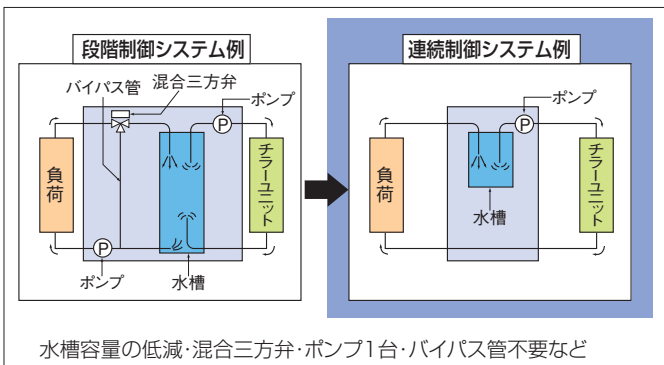 段階制御システム例
バイパス管
混合三方弁
ポンプ
P
負荷
チラーユニット
P
ポンプ
水槽
連続制御システム例
ポンプ
P
負荷
水槽
チラーユニット
水槽容量の低減・混合三方弁・ポンプ1台・バイパス管不要など